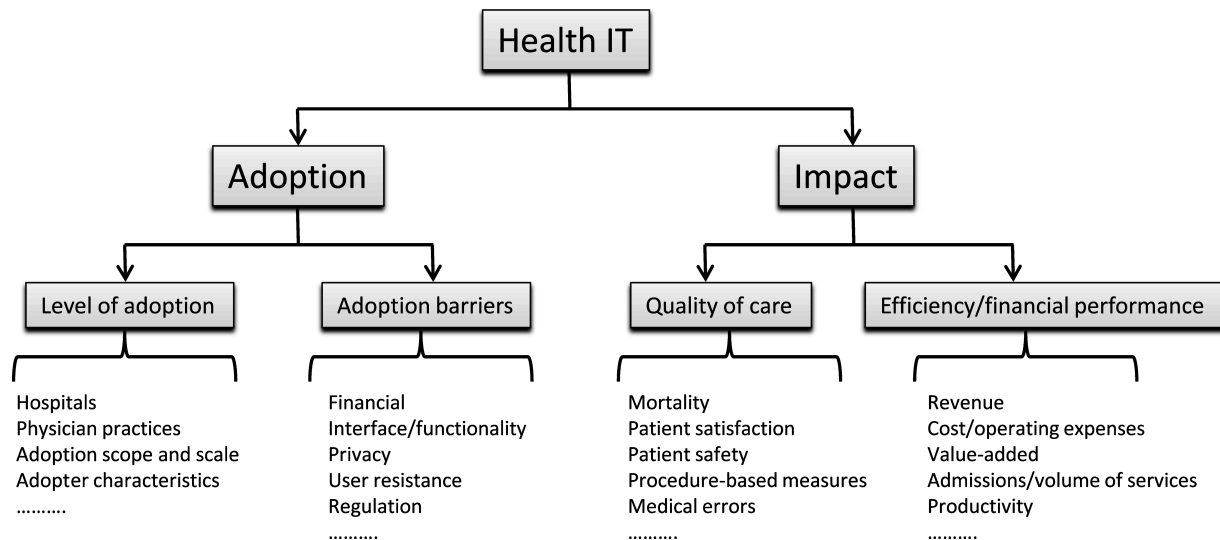 Health IT
Adoption
Impact
Level of adoption
Adoption barriers
Quality of care
Efficiency/financial performance
Hospitals
Physician practices
Adoption scope and scale
Adopter characteristics
……….
Financial
Interface/functionality
Privacy
User resistance
Regulation
……….
Mortality
Patient satisfaction
Patient safety
Procedure-based measures
Medical errors
……….
Revenue
Cost/operating expenses
Value-added
Admissions/volume of services
Productivity
……….